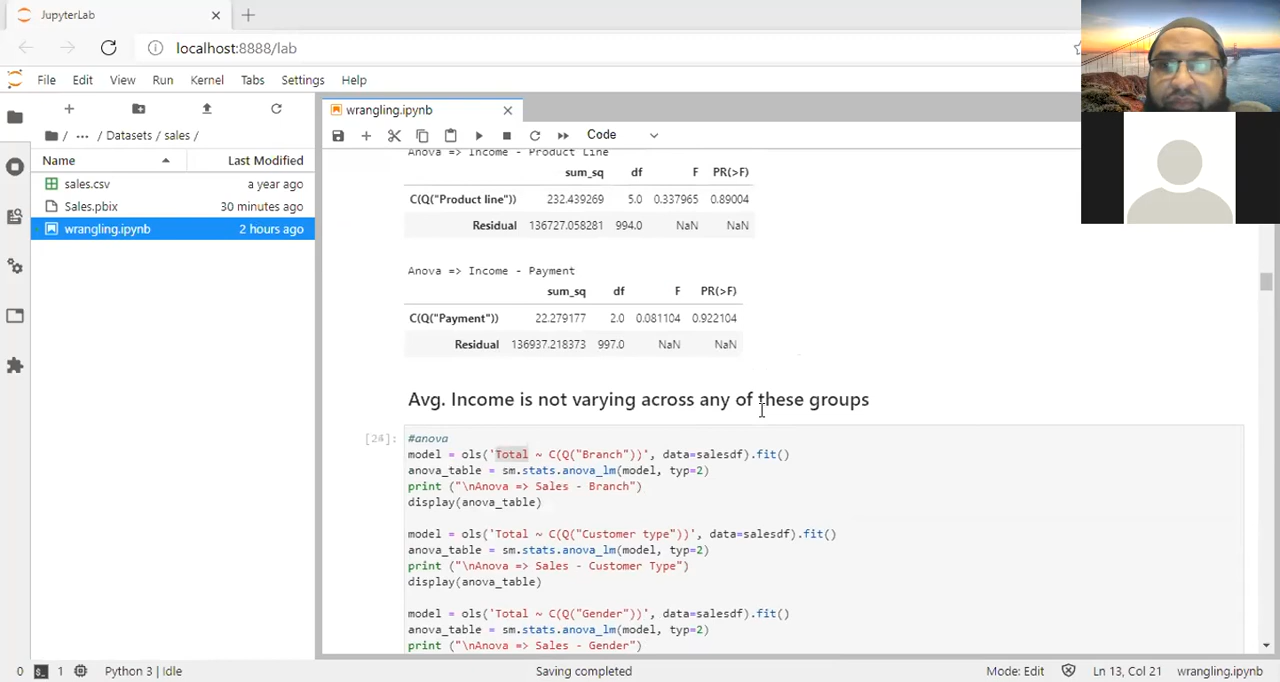 JupyterLab
localhost:8888/lab
File Edit View Run Kernel Tabs Settings Help
wrangling.ipynb
/ ... / Datasets / sales /
Code
Name Last Modified
sales.csv a year ago
Sales.pbix 30 minutes ago
wrangling.ipynb 2 hours ago
Anova => Income - Product Line
sum_sq df F PR(>F)
C(Q("Product line")) 232.439269 5.0 0.337965 0.89004
Residual 136727.058281 994.0 NaN NaN
Anova => Income - Payment
sum_sq df F PR(>F)
C(Q("Payment")) 22.279177 2.0 0.081104 0.922104
Residual 136937.218373 997.0 NaN NaN
Avg. Income is not varying across any of these groups
[24]: #anova
model = ols('Total ~ C(Q("Branch"))', data=salesdf).fit()
anova_table = sm.stats.anova_lm(model, typ=2)
print ("\nAnova => Sales - Branch")
display(anova_table)
model = ols('Total ~ C(Q("Customer type"))', data=salesdf).fit()
anova_table = sm.stats.anova_lm(model, typ=2)
print ("\nAnova => Sales - Customer Type")
display(anova_table)
model = ols('Total ~ C(Q("Gender"))', data=salesdf).fit()
anova_table = sm.stats.anova_lm(model, typ=2)
print ("\nAnova => Sales - Gender")
0 1 Python 3 | Idle Saving completed Mode: Edit Ln 13, Col 21 wrangling.ipynb